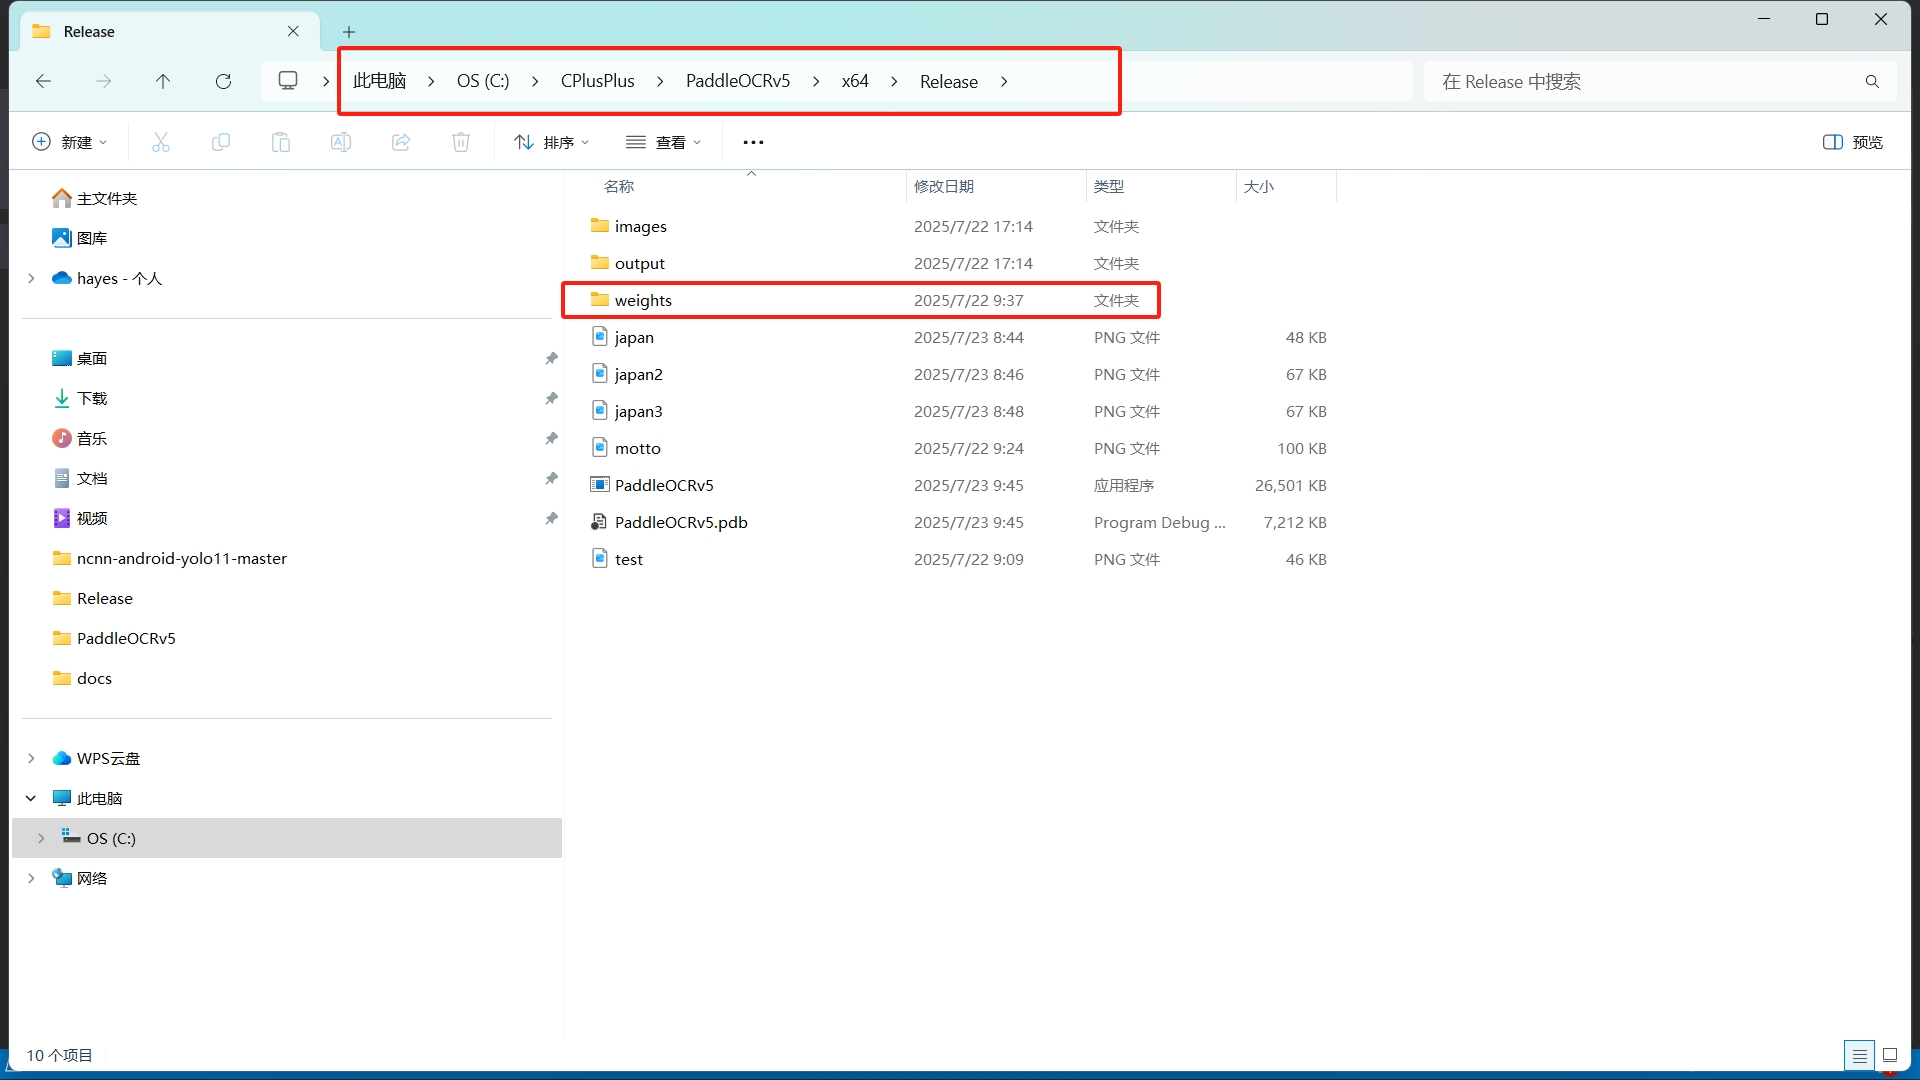 Release
此电脑 > OS (C:) > CPlusPlus > PaddleOCRv5 > x64 > Release >
在 Release 中搜索
新建 排序 查看 ... 预览
主文件夹
图库
hayes - 个人
桌面
下载
音乐
文档
视频
ncnn-android-yolo11-master
Release
PaddleOCRv5
docs
WPS云盘
此电脑
OS (C:)
网络
名称 修改日期 类型 大小
images 2025/7/22 17:14 文件夹
output 2025/7/22 17:14 文件夹
weights 2025/7/22 9:37 文件夹
japan 2025/7/23 8:44 PNG 文件 48 KB
japan2 2025/7/23 8:46 PNG 文件 67 KB
japan3 2025/7/23 8:48 PNG 文件 67 KB
motto 2025/7/22 9:24 PNG 文件 100 KB
PaddleOCRv5 2025/7/23 9:45 应用程序 26,501 KB
PaddleOCRv5.pdb 2025/7/23 9:45 Program Debug ... 7,212 KB
test 2025/7/22 9:09 PNG 文件 46 KB
10 个项目